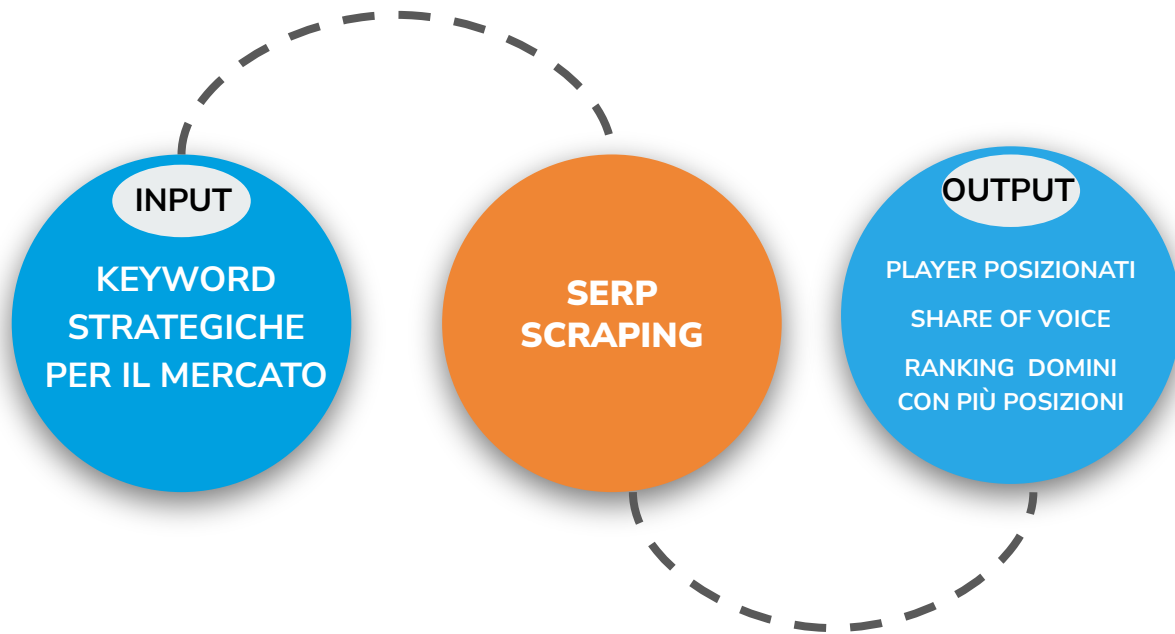 INPUT
KEYWORD
STRATEGICHE
PER IL MERCATO
SERP
SCRAPING
OUTPUT
PLAYER POSIZIONATI
SHARE OF VOICE
RANKING DOMINI
CON PIÙ POSIZIONI